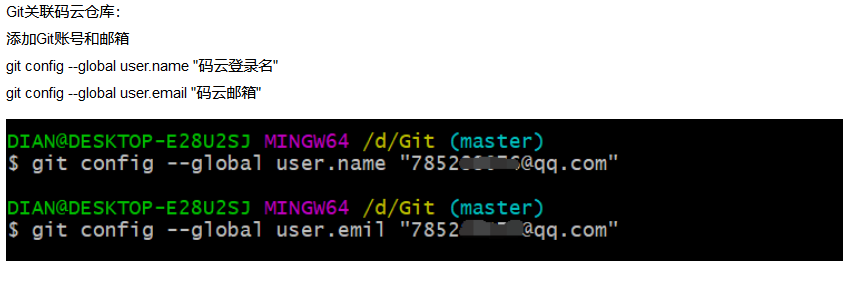 Git关联码云仓库：
添加Git账号和邮箱
git config --global user.name "码云登录名"
git config --global user.email "码云邮箱"
DIAN@DESKTOP-E28U2SJ MINGW64 /d/Git (master)
$ git config --global user.name "7852 @qq.com"
DIAN@DESKTOP-E28U2SJ MINGW64 /d/Git (master)
$ git config --global user.emil "7852 @qq.com"